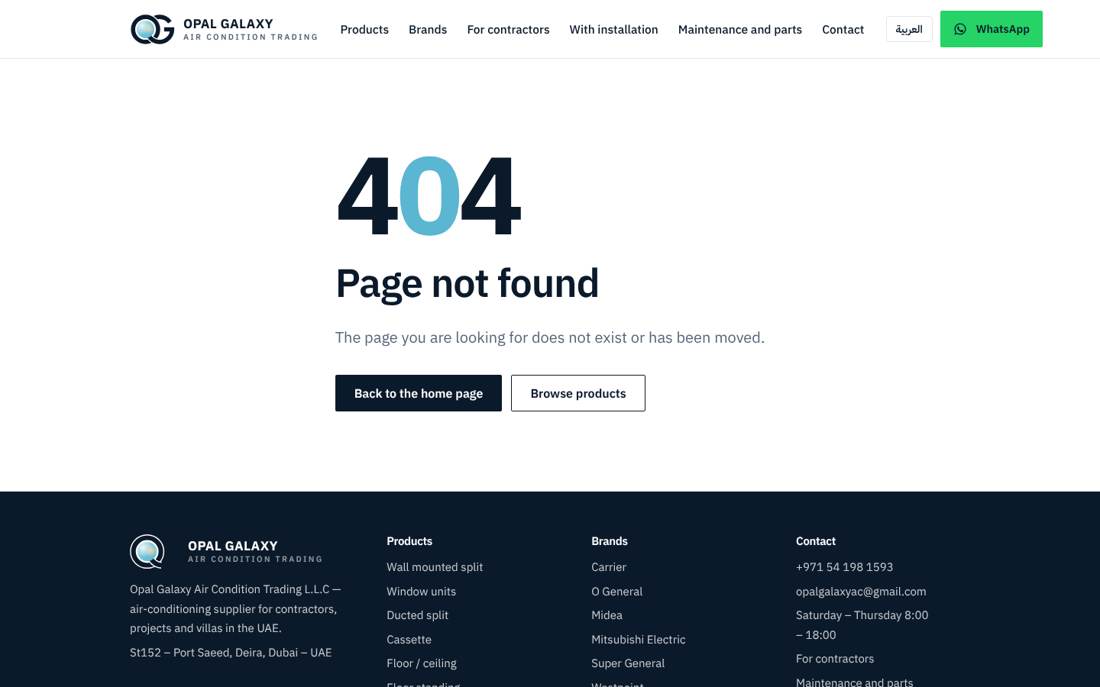 OPAL GALAXY
AIR CONDITION TRADING
Products
Brands
For contractors
With installation
Maintenance and parts
Contact
العربية
WhatsApp
404
Page not found
The page you are looking for does not exist or has been moved.
Back to the home page
Browse products
OPAL GALAXY
AIR CONDITION TRADING
Opal Galaxy Air Condition Trading L.L.C —
air-conditioning supplier for contractors,
projects and villas in the UAE.
St152 – Port Saeed, Deira, Dubai – UAE
Products
Wall mounted split
Window units
Ducted split
Cassette
Floor / ceiling
Floor standing
Brands
Carrier
O General
Midea
Mitsubishi Electric
Super General
Westpoint
Contact
+971 54 198 1593
opalgalaxyac@gmail.com
Saturday – Thursday 8:00
– 18:00
For contractors
Maintenance and parts